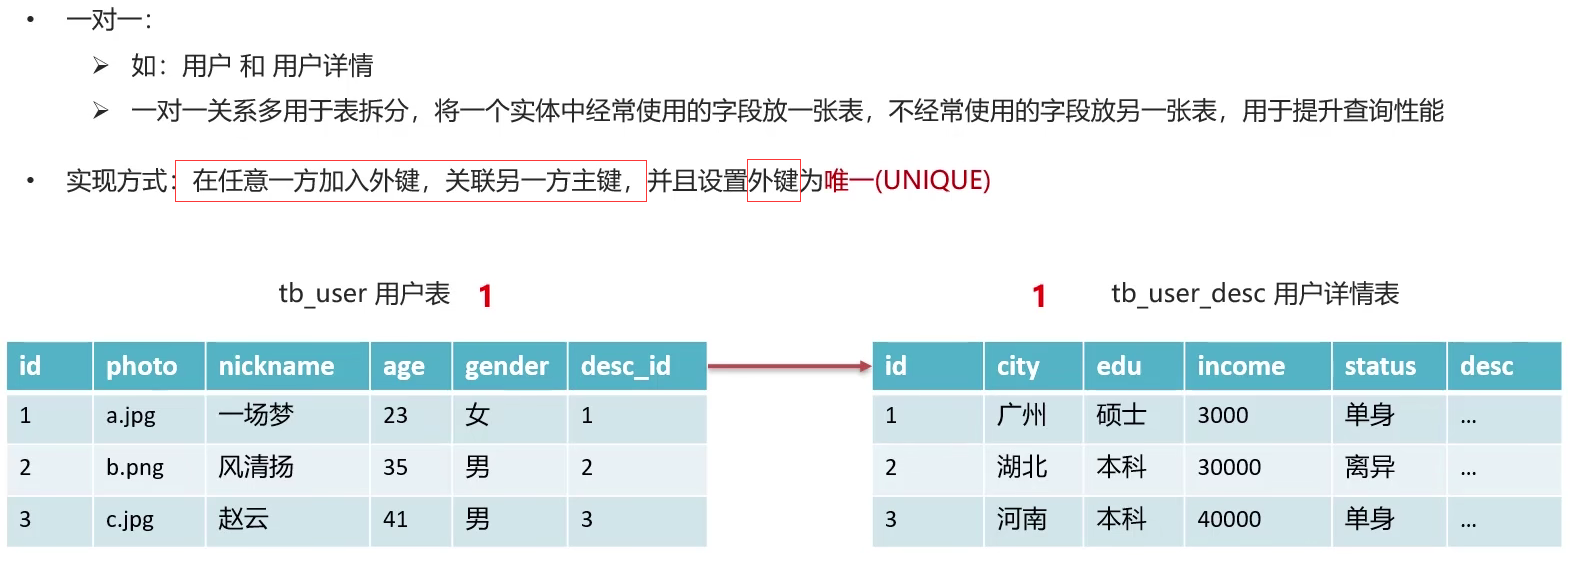 • 一对一：
➢ 如：用户 和 用户详情
➢ 一对一关系多用于表拆分，将一个实体中经常使用的字段放一张表，不经常使用的字段放另一张表，用于提升查询性能
• 实现方式：在任意一方加入外键，关联另一方主键，并且设置外键为唯一(UNIQUE)
tb_user 用户表 1
id photo nickname age gender desc_id
1 a.jpg 一场梦 23 女 1
2 b.png 风清扬 35 男 2
3 c.jpg 赵云 41 男 3
1 tb_user_desc 用户详情表
id city edu income status desc
1 广州 硕士 3000 单身 ...
2 湖北 本科 30000 离异 ...
3 河南 本科 40000 单身 ...